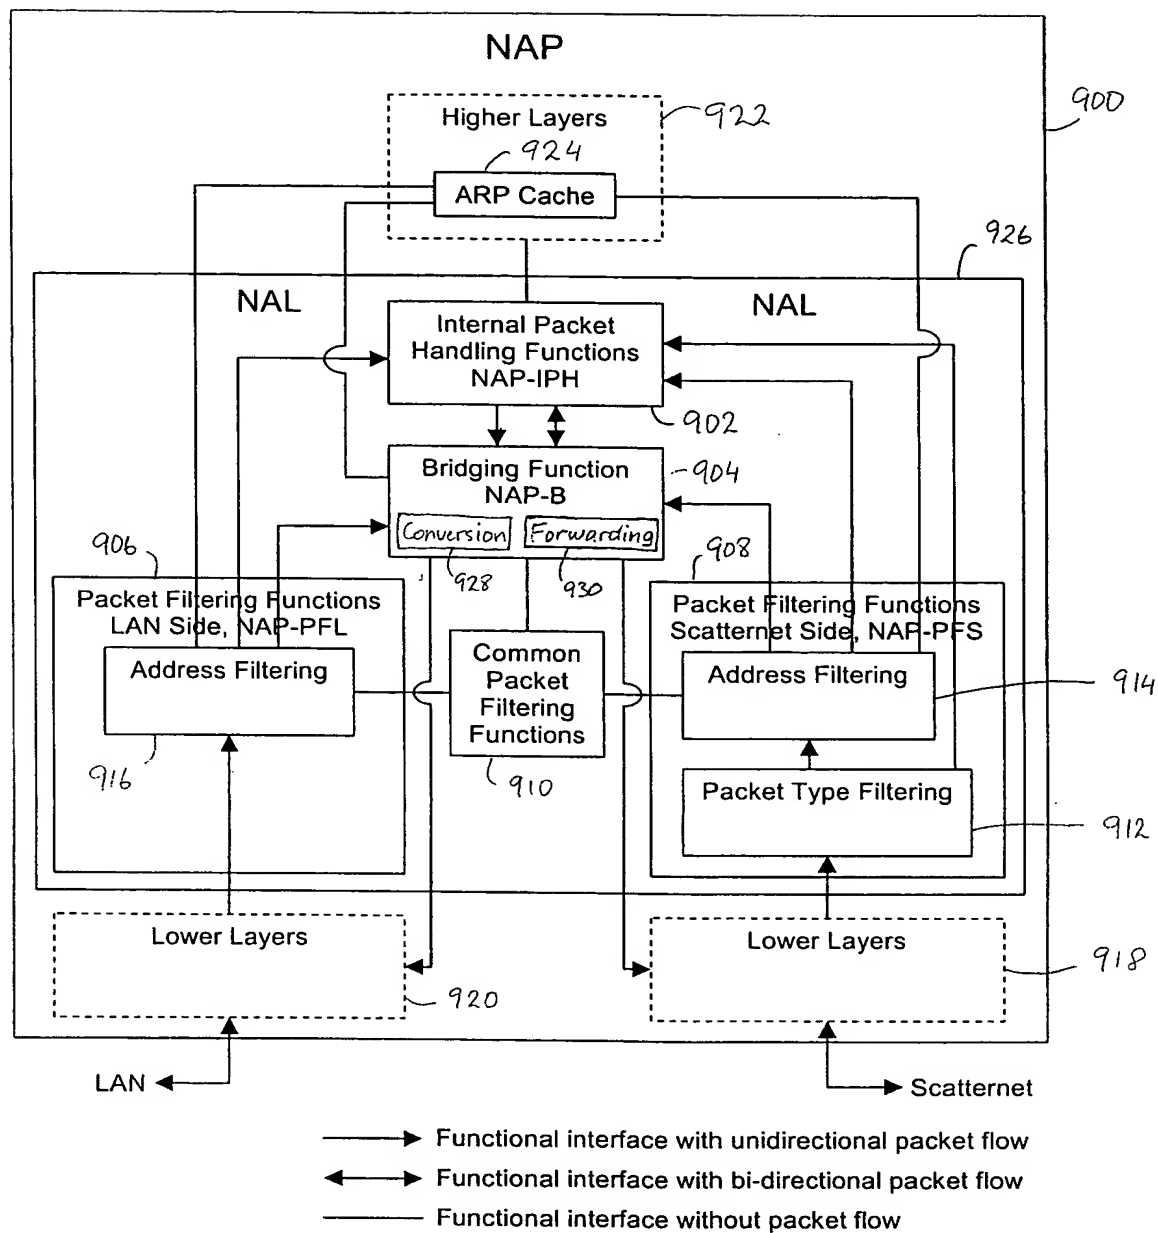 NAP
900
Higher Layers
922
924
ARP Cache
926
NAL
NAL
Internal Packet
Handling Functions
NAP-IPH
902
Bridging Function
NAP-B
904
Conversion
Forwarding
928
930
906
908
Packet Filtering Functions
LAN Side, NAP-PFL
Packet Filtering Functions
Scatternet Side, NAP-PFS
Address Filtering
Common
Packet
Filtering
Functions
Address Filtering
914
916
910
Packet Type Filtering
912
Lower Layers
Lower Layers
918
920
LAN
Scatternet
Functional interface with unidirectional packet flow
Functional interface with bi-directional packet flow
Functional interface without packet flow